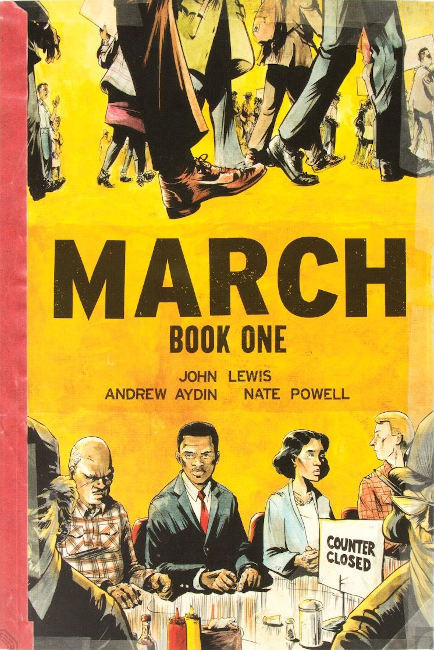 MARCH
BOOK ONE
JOHN LEWIS
ANDREW AYDIN NATE POWELL
COUNTER
CLOSED